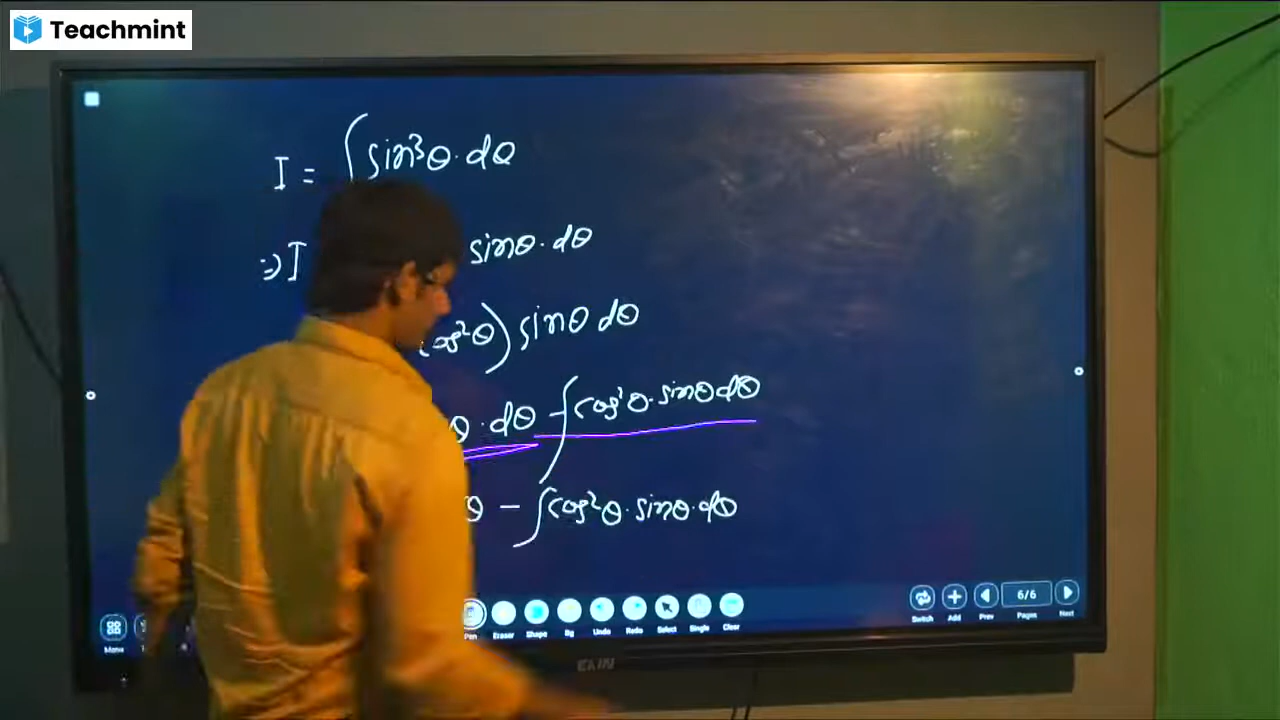 Teachmint
I = ∫ sin³θ · dθ
⇒ I sinθ · dθ
cos²θ) sinθ dθ
θ · dθ - ∫ cos²θ · sinθ dθ
θ - ∫ cos²θ · sinθ · dθ
Menu Pen Eraser Shape Bg Undo Redo Select Single Clear Switch Add Prev 6/6 Pages Next